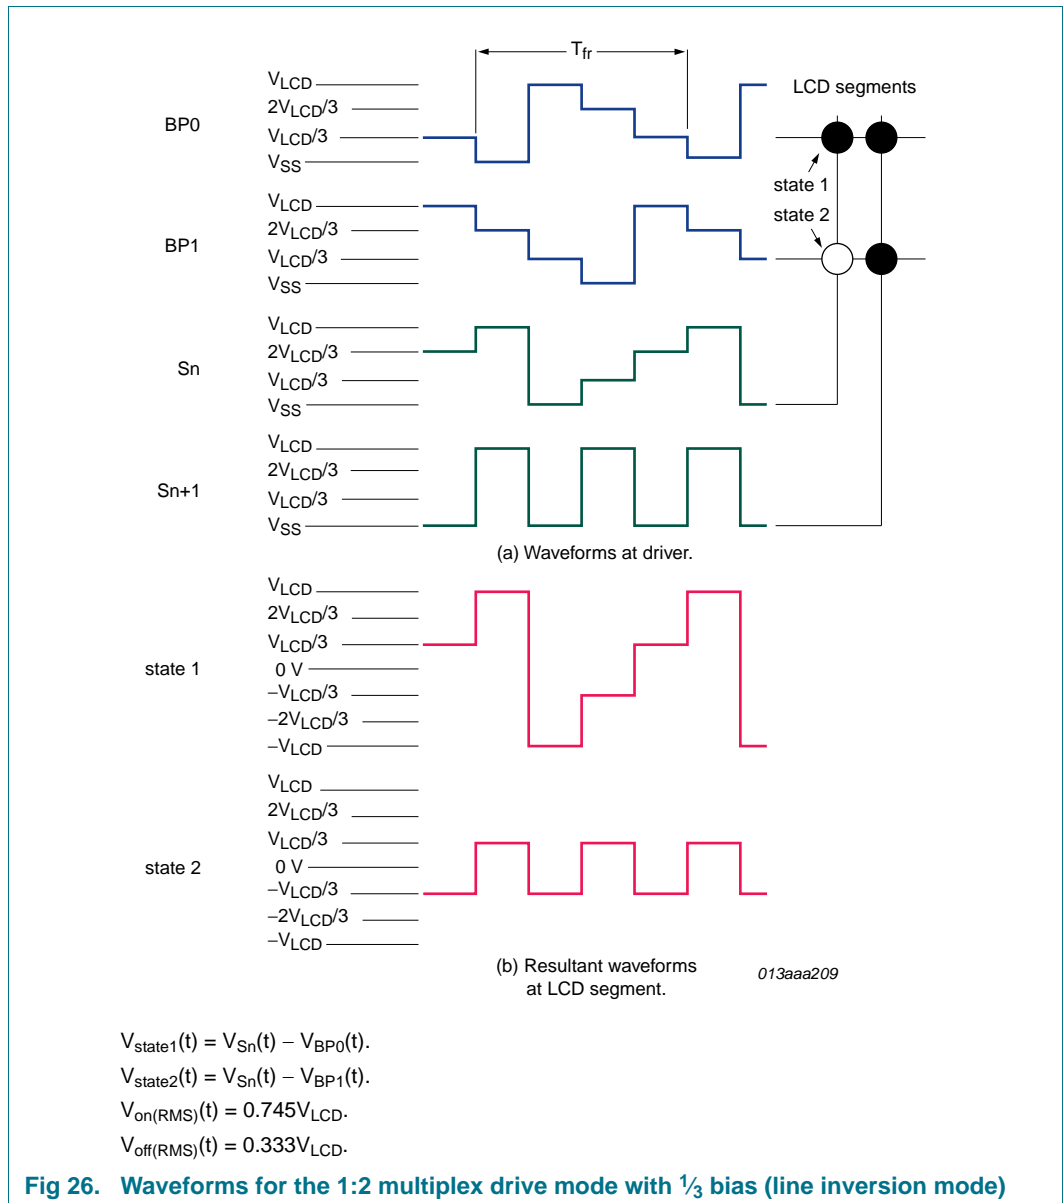 T_fr
BP0
V_LCD
2V_LCD/3
V_LCD/3
V_SS
LCD segments
state 1
state 2
BP1
V_LCD
2V_LCD/3
V_LCD/3
V_SS
Sn
V_LCD
2V_LCD/3
V_LCD/3
V_SS
Sn+1
V_LCD
2V_LCD/3
V_LCD/3
V_SS
(a) Waveforms at driver.
state 1
V_LCD
2V_LCD/3
V_LCD/3
0 V
−V_LCD/3
−2V_LCD/3
−V_LCD
state 2
V_LCD
2V_LCD/3
V_LCD/3
0 V
−V_LCD/3
−2V_LCD/3
−V_LCD
(b) Resultant waveforms
at LCD segment.
013aaa209
V_state1(t) = V_Sn(t) − V_BP0(t).
V_state2(t) = V_Sn(t) − V_BP1(t).
V_on(RMS)(t) = 0.745V_LCD.
V_off(RMS)(t) = 0.333V_LCD.
Fig 26. Waveforms for the 1:2 multiplex drive mode with 1⁄3 bias (line inversion mode)